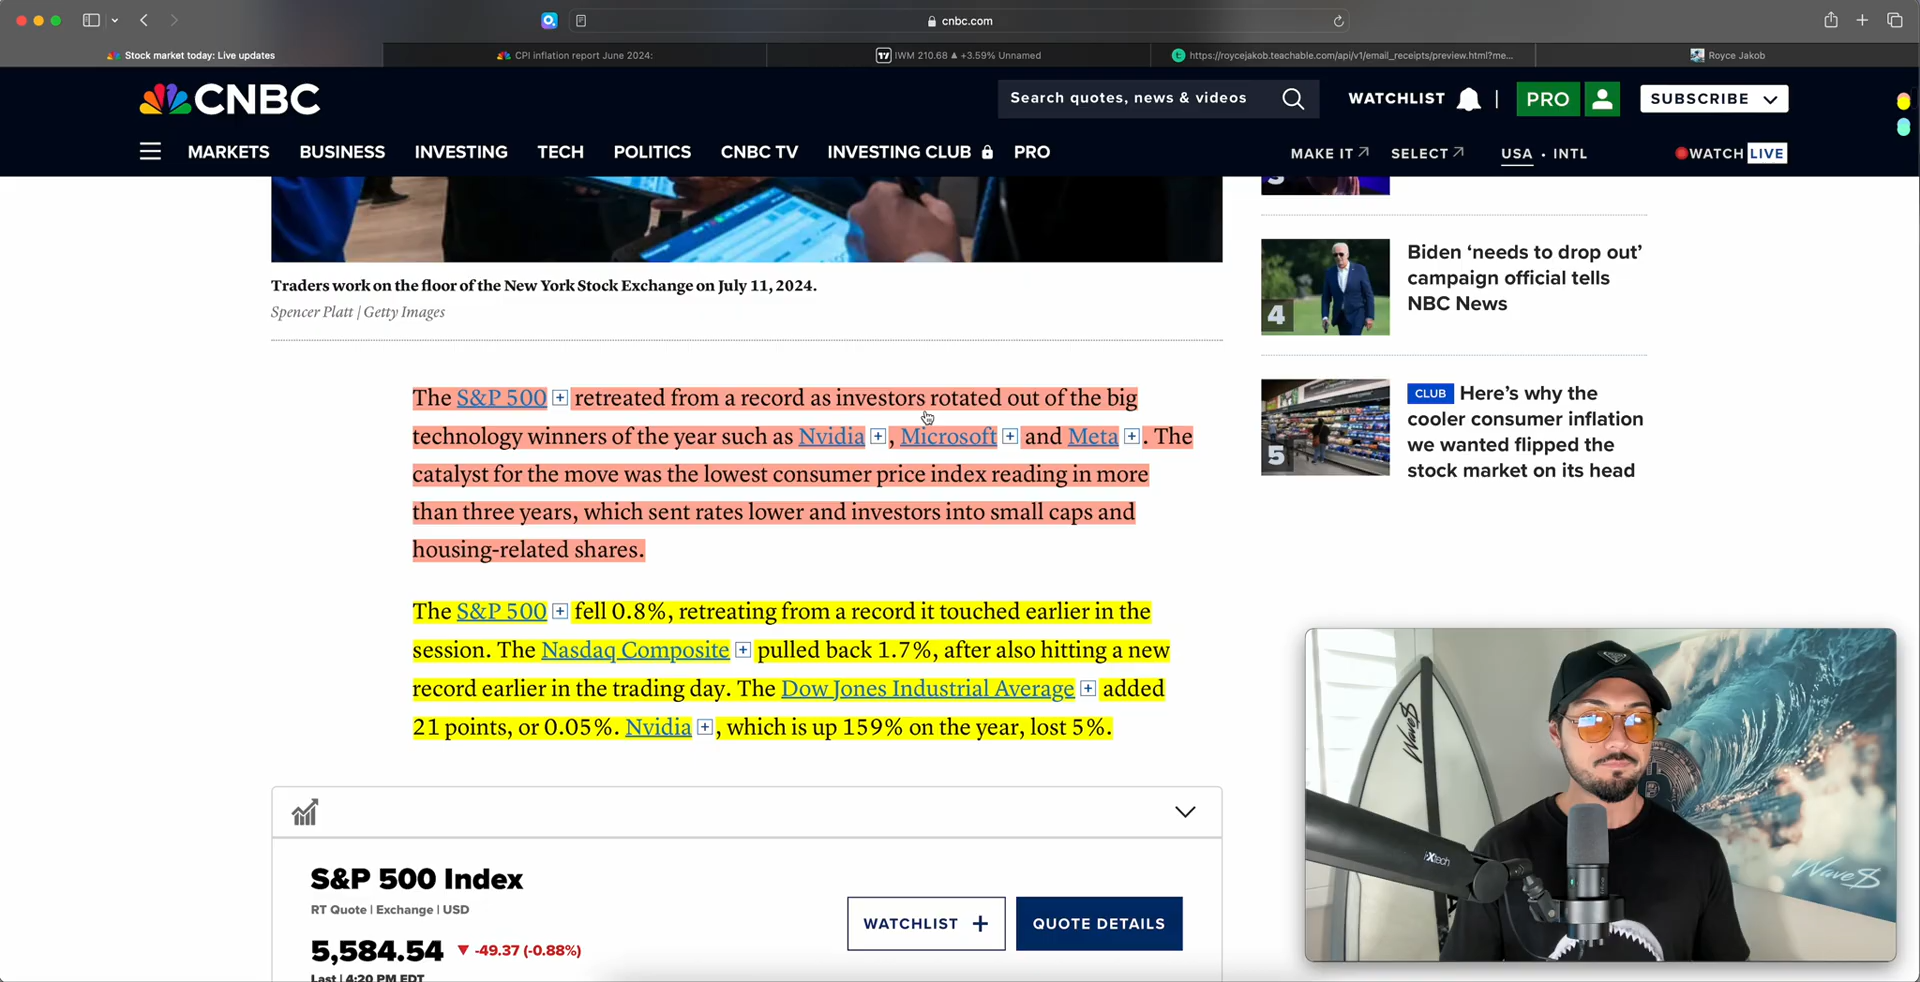 cnbc.com
Stock market today: Live updates
CPI inflation report June 2024:
IWM 210.68 ▲ +3.59% Unnamed
https://roycejakob.teachable.com/api/v1/email_receipts/preview.html?me...
Royce Jakob
CNBC
Search quotes, news & videos
WATCHLIST
PRO
SUBSCRIBE
MARKETS
BUSINESS
INVESTING
TECH
POLITICS
CNBC TV
INVESTING CLUB
PRO
MAKE IT
SELECT
USA • INTL
WATCH LIVE
Traders work on the floor of the New York Stock Exchange on July 11, 2024.
Spencer Platt | Getty Images
The S&P 500 retreated from a record as investors rotated out of the big
technology winners of the year such as Nvidia , Microsoft and Meta . The
catalyst for the move was the lowest consumer price index reading in more
than three years, which sent rates lower and investors into small caps and
housing-related shares.
The S&P 500 fell 0.8%, retreating from a record it touched earlier in the
session. The Nasdaq Composite pulled back 1.7%, after also hitting a new
record earlier in the trading day. The Dow Jones Industrial Average added
21 points, or 0.05%. Nvidia , which is up 159% on the year, lost 5%.
S&P 500 Index
RT Quote | Exchange | USD
5,584.54 ▼ -49.37 (-0.88%)
Last | 4:20 PM EDT
WATCHLIST +
QUOTE DETAILS
3
4
Biden ‘needs to drop out’
campaign official tells
NBC News
5
CLUB Here’s why the
cooler consumer inflation
we wanted flipped the
stock market on its head
Wave$
Wave$